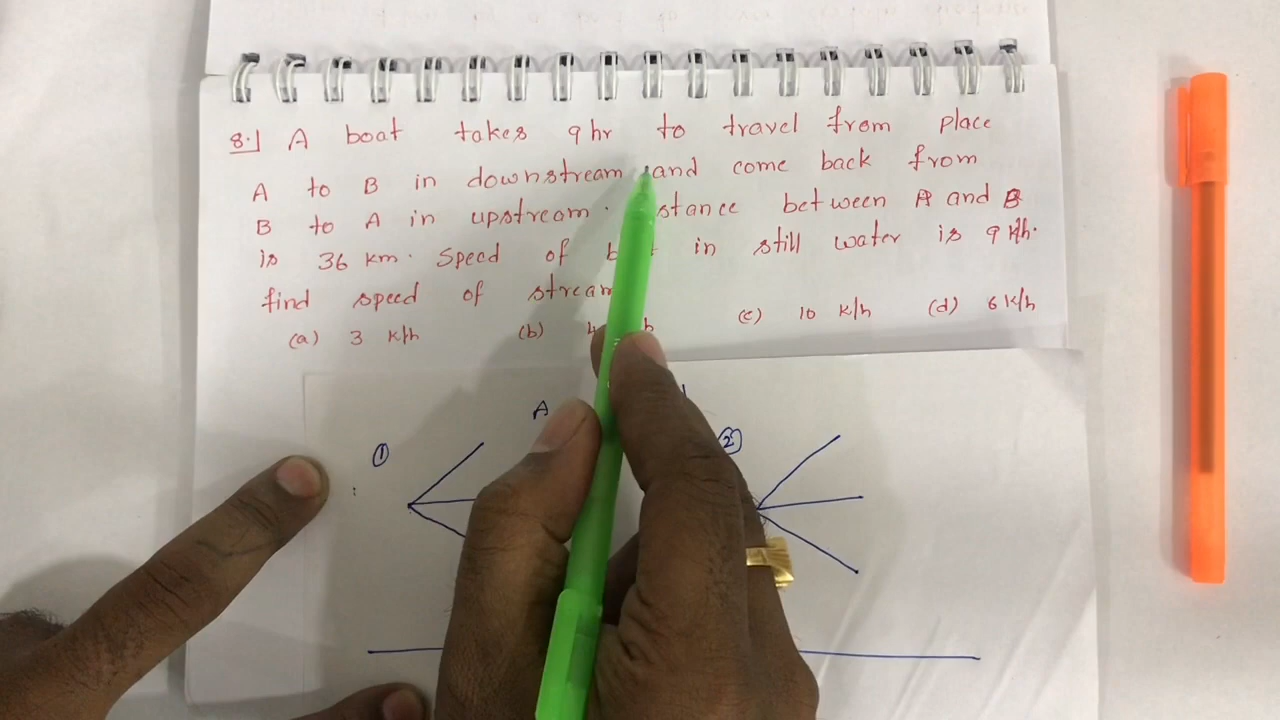 8.) A boat takes 9 hr to travel from place
A to B in downstream and come back from
B to A in upstream. between A and B
is 36 km. Speed of in still water is 9 K/h.
find speed of stream
(a) 3 K/h (b) (c) 10 K/h (d) 6 K/h
A
① ②